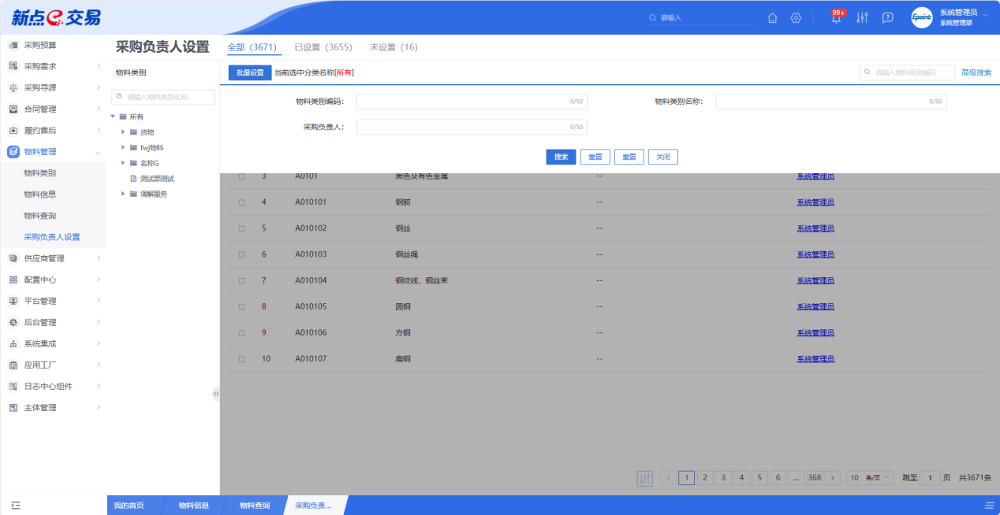 新点e交易
请输入
99+
Epoint
系统管理员
系统管理部
采购预算
采购需求
采购寻源
合同管理
履约售后
物料管理
物料类别
物料信息
物料查询
采购负责人设置
供应商管理
配置中心
平台管理
后台管理
系统集成
应用工厂
日志中心组件
主体管理
采购负责人设置
物料类别
请输入物料类别名称
所有
货物
fwj物料
名称G
测试部测试
调解服务
全部（3671） 已设置（3655） 未设置（16）
批量设置 当前选中分类名称[所有] 请输入物料类别编码 高级搜索
物料类别编码： 0/50 物料类别名称： 0/50
采购负责人： 0/50
搜索 重置 重置 关闭
3 A0101 黑色及有色金属 -- 系统管理员
4 A010101 钢筋 -- 系统管理员
5 A010102 钢丝 -- 系统管理员
6 A010103 钢丝绳 -- 系统管理员
7 A010104 钢绞线、钢丝束 -- 系统管理员
8 A010105 圆钢 -- 系统管理员
9 A010106 方钢 -- 系统管理员
10 A010107 扁钢 -- 系统管理员
1 2 3 4 5 6 ... 368 10 条/页 跳至 1 页 共3671条
我的首页 物料信息 物料查询 采购负责...